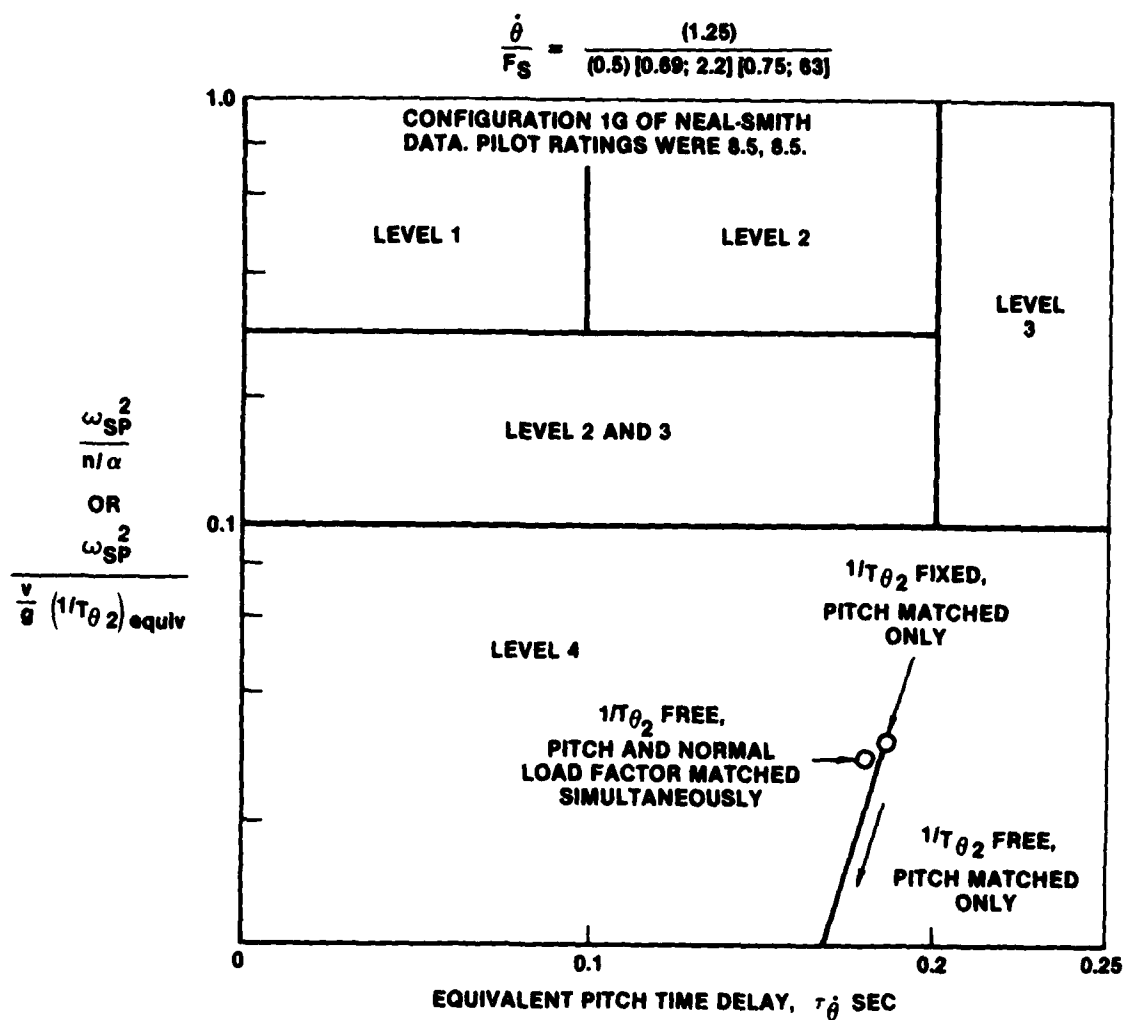 θ̇ / F_S = (1.25) / (0.5) [0.69; 2.2] [0.75; 63]
1.0
CONFIGURATION 1G OF NEAL-SMITH
DATA. PILOT RATINGS WERE 8.5, 8.5.
LEVEL 1
LEVEL 2
LEVEL
3
LEVEL 2 AND 3
ω_SP²
n/α
OR
ω_SP²
v/g (1/T_θ2) equiv
0.1
1/T_θ2 FIXED,
PITCH MATCHED
ONLY
LEVEL 4
1/T_θ2 FREE,
PITCH AND NORMAL
LOAD FACTOR MATCHED
SIMULTANEOUSLY
1/T_θ2 FREE,
PITCH MATCHED
ONLY
0
0.1
0.2
0.25
EQUIVALENT PITCH TIME DELAY, τ_θ̇ SEC